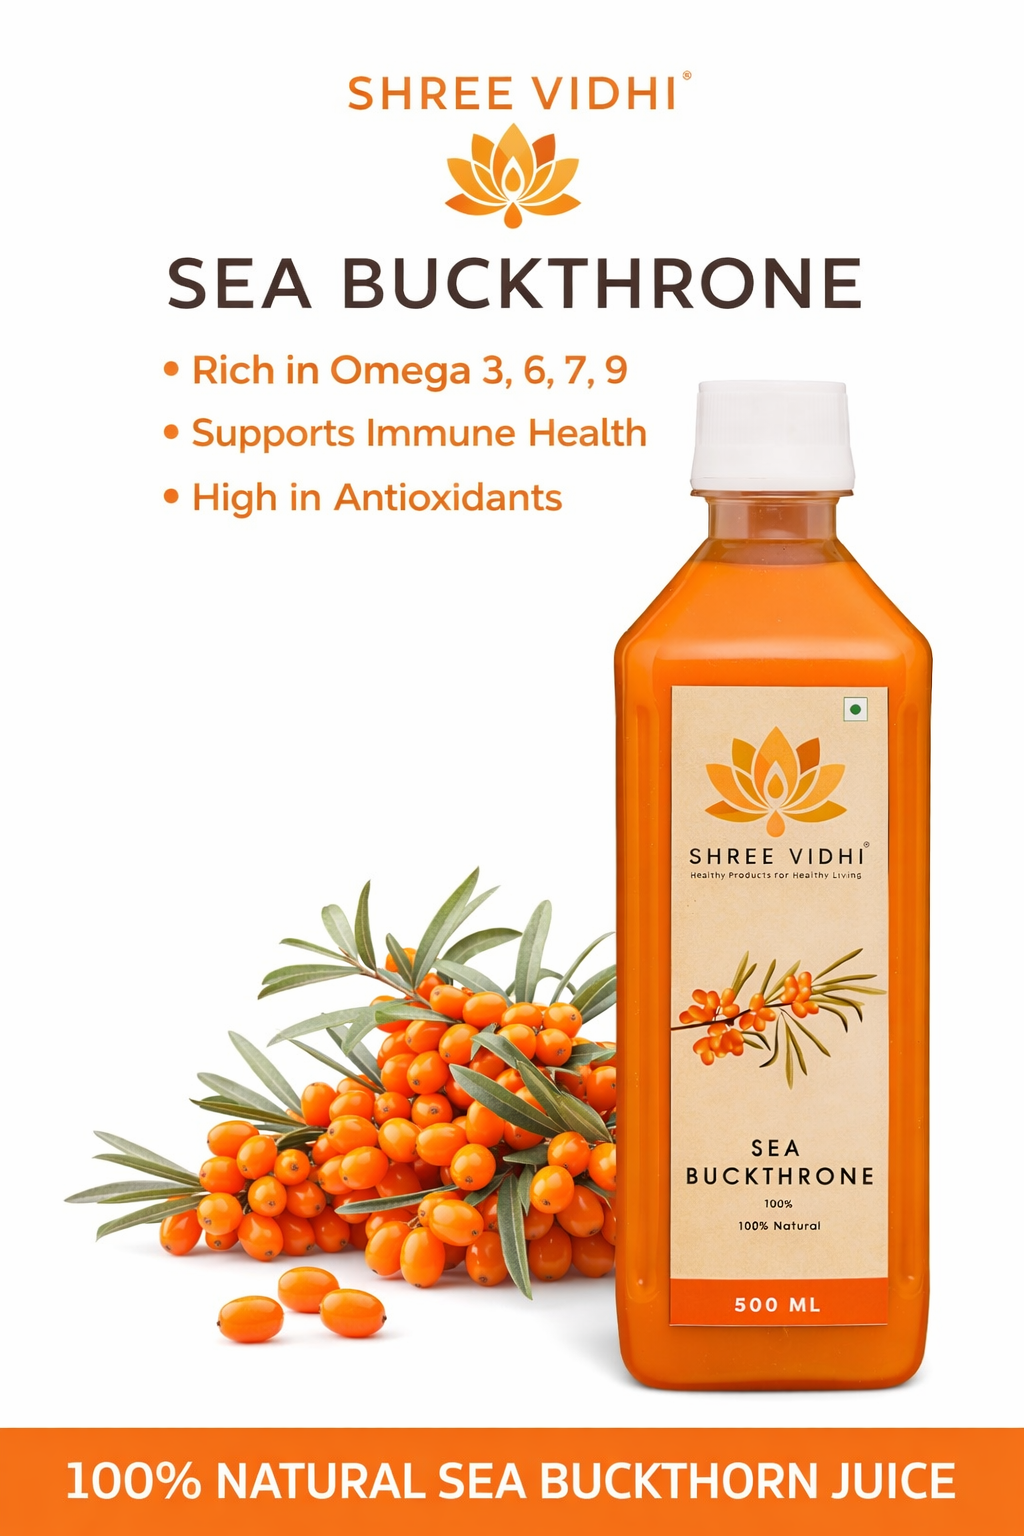 SHREE VIDHI®
SEA BUCKTHRONE
• Rich in Omega 3, 6, 7, 9
• Supports Immune Health
• High in Antioxidants
SHREE VIDHI®
Healthy Products for Healthy Living
SEA
BUCKTHRONE
100%
100% Natural
500 ML
100% NATURAL SEA BUCKTHORN JUICE